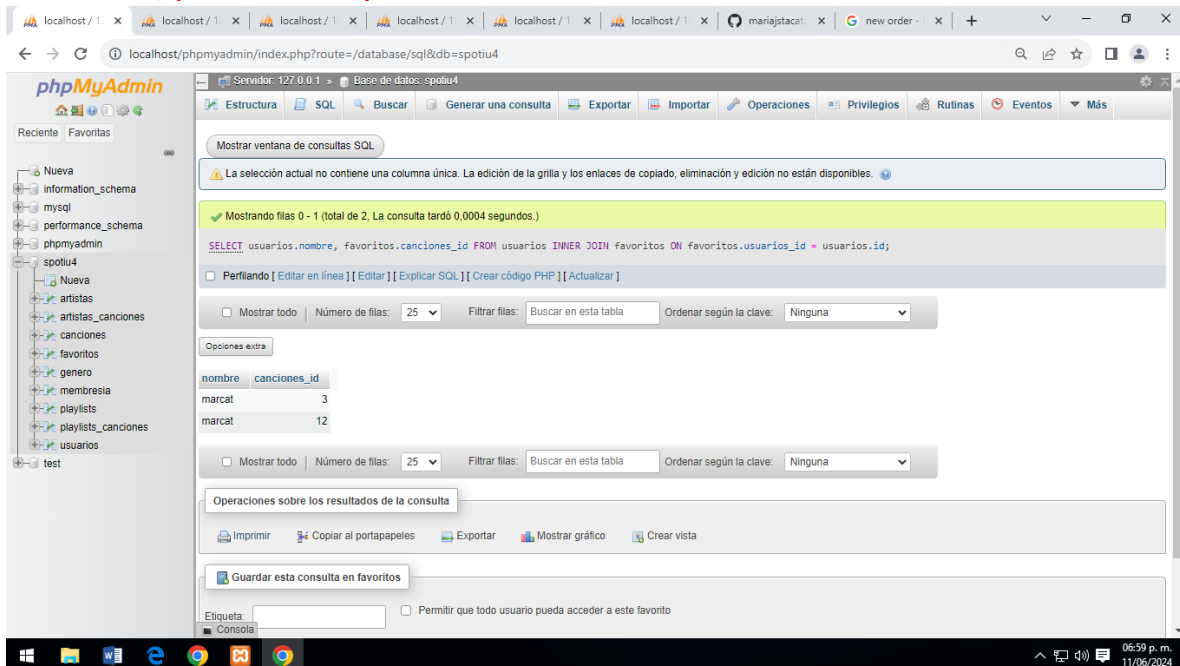 localhost / 1.
localhost / 1.
localhost / 1.
localhost / 1
localhost / 1
localhost / 1.
mariajstacat.
new order -
localhost/phpmyadmin/index.php?route=/database/sql&db=spotiu4
phpMyAdmin
Reciente Favoritas
Nueva
information_schema
mysql
performance_schema
phpmyadmin
spotiu4
Nueva
artistas
artistas_canciones
canciones
favoritos
genero
membresia
playlists
playlists_canciones
usuarios
test
Servidor: 127.0.0.1 » Base de datos: spotiu4
Estructura SQL Buscar Generar una consulta Exportar Importar Operaciones Privilegios Rutinas Eventos Más
Mostrar ventana de consultas SQL
La selección actual no contiene una columna única. La edición de la grilla y los enlaces de copiado, eliminación y edición no están disponibles.
Mostrando filas 0 - 1 (total de 2, La consulta tardó 0,0004 segundos.)
SELECT usuarios.nombre, favoritos.canciones_id FROM usuarios INNER JOIN favoritos ON favoritos.usuarios_id = usuarios.id;
Perfilando [ Editar en línea ] [ Editar ] [ Explicar SQL ] [ Crear código PHP ] [ Actualizar ]
Mostrar todo | Número de filas: 25 Filtrar filas: Buscar en esta tabla Ordenar según la clave: Ninguna
Opciones extra
nombre canciones_id
marcat 3
marcat 12
Mostrar todo | Número de filas: 25 Filtrar filas: Buscar en esta tabla Ordenar según la clave: Ninguna
Operaciones sobre los resultados de la consulta
Imprimir Copiar al portapapeles Exportar Mostrar gráfico Crear vista
Guardar esta consulta en favoritos
Etiqueta: Permitir que todo usuario pueda acceder a este favorito
Consola
06:59 p. m.
11/06/2024